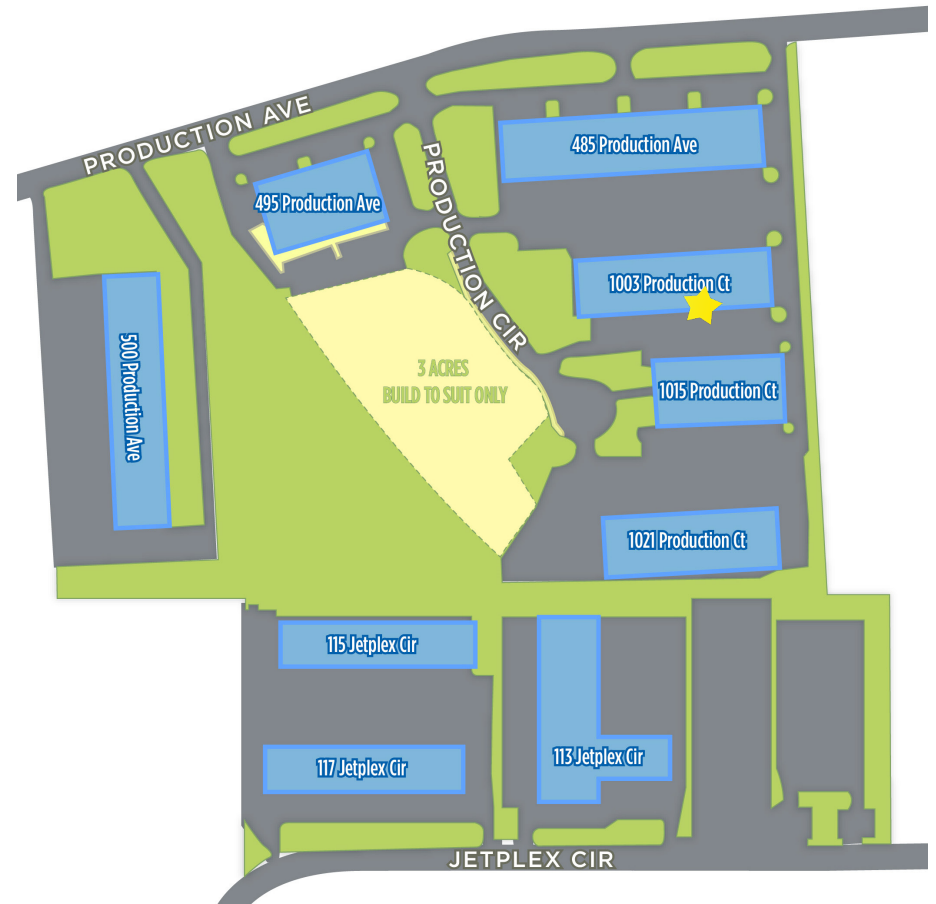 PRODUCTION AVE
485 Production Ave
495 Production Ave
PRODUCTION CIR
1003 Production Ct
500 Production Ave
3 ACRES
BUILD TO SUIT ONLY
1015 Production Ct
1021 Production Ct
115 Jetplex Cir
113 Jetplex Cir
117 Jetplex Cir
JETPLEX CIR